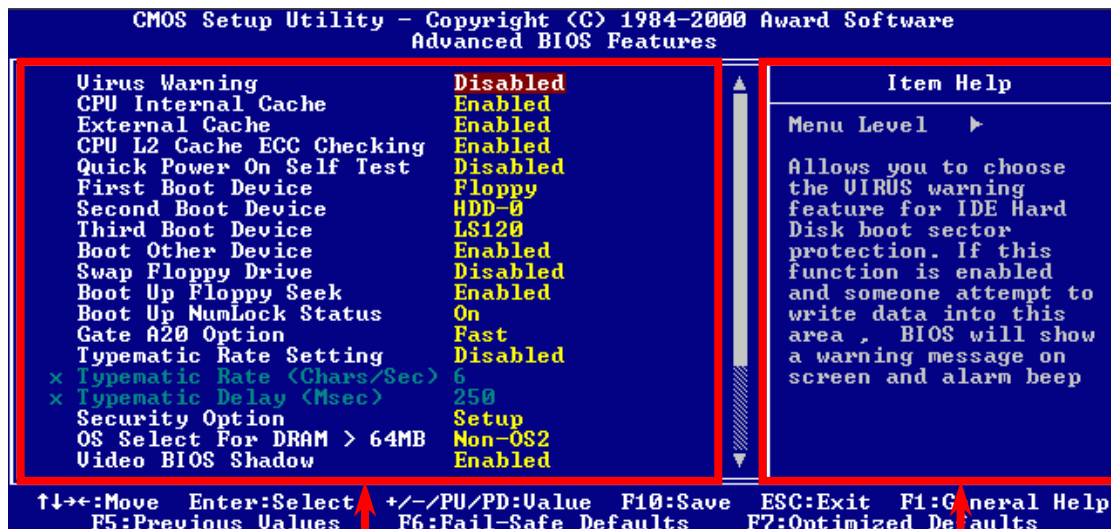 CMOS Setup Utility - Copyright (C) 1984-2000 Award Software
Advanced BIOS Features
Virus Warning Disabled
CPU Internal Cache Enabled
External Cache Enabled
CPU L2 Cache ECC Checking Enabled
Quick Power On Self Test Disabled
First Boot Device Floppy
Second Boot Device HDD-0
Third Boot Device LS120
Boot Other Device Enabled
Swap Floppy Drive Disabled
Boot Up Floppy Seek Enabled
Boot Up NumLock Status On
Gate A20 Option Fast
Typematic Rate Setting Disabled
x Typematic Rate (Chars/Sec) 6
x Typematic Delay (Msec) 250
Security Option Setup
OS Select For DRAM > 64MB Non-OS2
Video BIOS Shadow Enabled
Item Help
Menu Level ▸
Allows you to choose
the VIRUS warning
feature for IDE Hard
Disk boot sector
protection. If this
function is enabled
and someone attempt to
write data into this
area , BIOS will show
a warning message on
screen and alarm beep
↑↓→←:Move Enter:Select +/-/PU/PD:Value F10:Save ESC:Exit F1:General Help
F5:Previous Values F6:Fail-Safe Defaults F7:Optimized Defaults